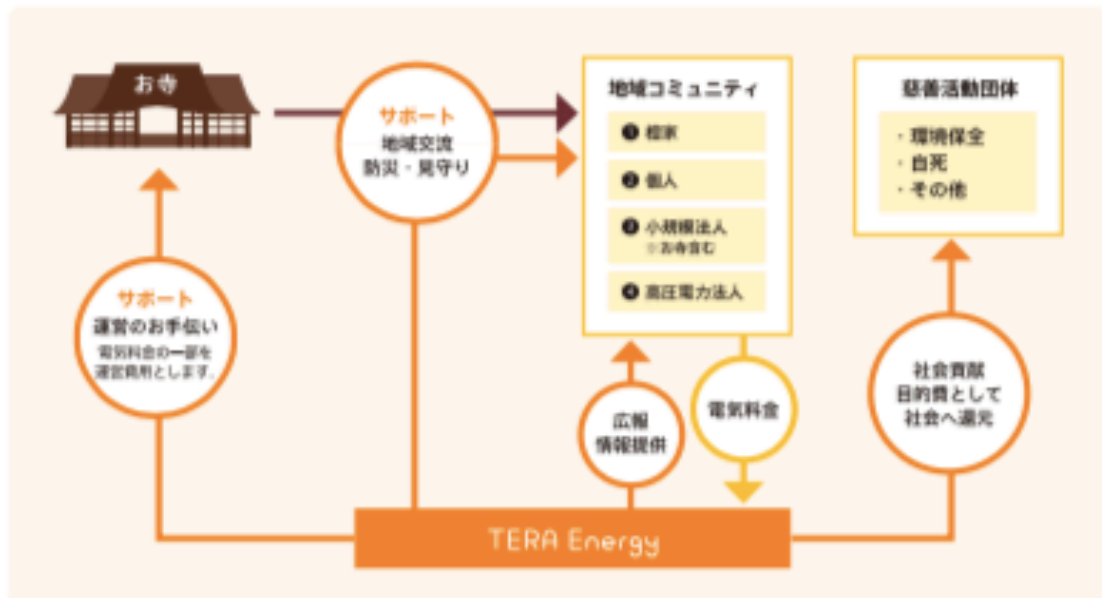 お寺
サポート
地域交流
防災・見守り
地域コミュニティ
❶ 檀家
❷ 個人
❸ 小規模法人
※お寺含む
❹ 高圧電力法人
慈善活動団体
・環境保全
・自死
・その他
サポート
運営のお手伝い
電気料金の一部を
運営費用とします。
広報
情報提供
電気料金
社会貢献
目的費として
社会へ還元
TERA Energy